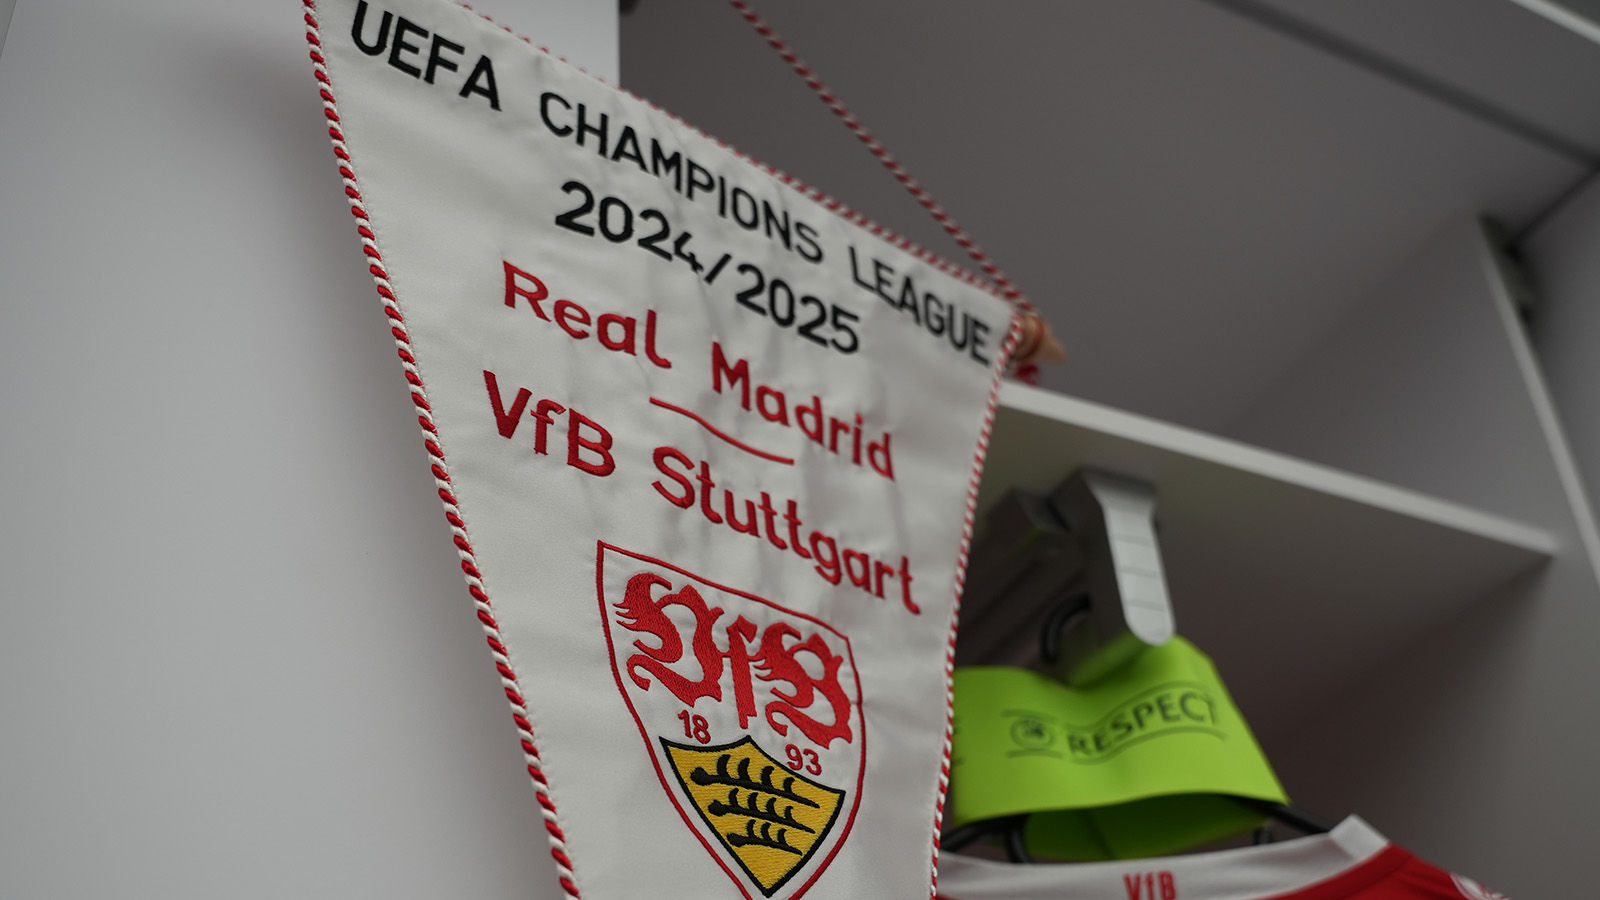 UEFA CHAMPIONS LEAGUE
2024/2025
Real Madrid
VfB Stuttgart
VfB
18 93
RESPECT
VfB